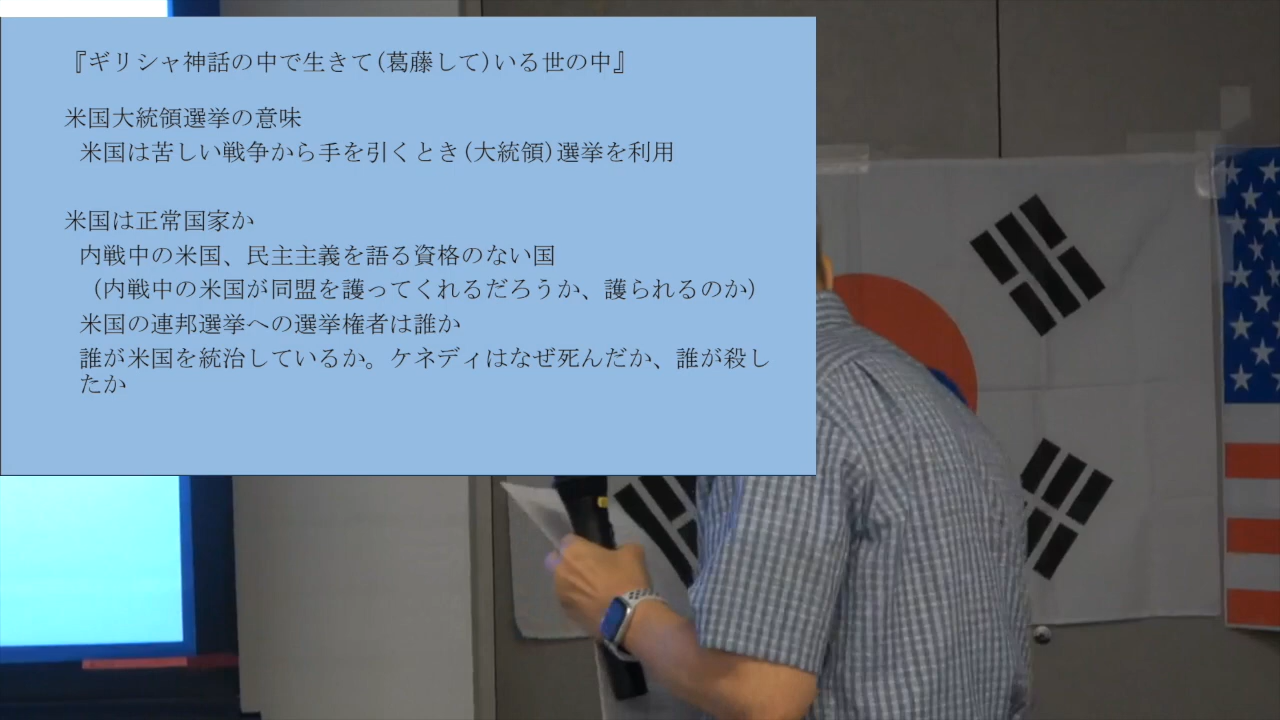 『ギリシャ神話の中で生きて(葛藤して)いる世の中』
米国大統領選挙の意味
米国は苦しい戦争から手を引くとき(大統領)選挙を利用
米国は正常国家か
内戦中の米国、民主主義を語る資格のない国
（内戦中の米国が同盟を護ってくれるだろうか、護られるのか）
米国の連邦選挙への選挙権者は誰か
誰が米国を統治しているか。ケネディはなぜ死んだか、誰が殺し
たか